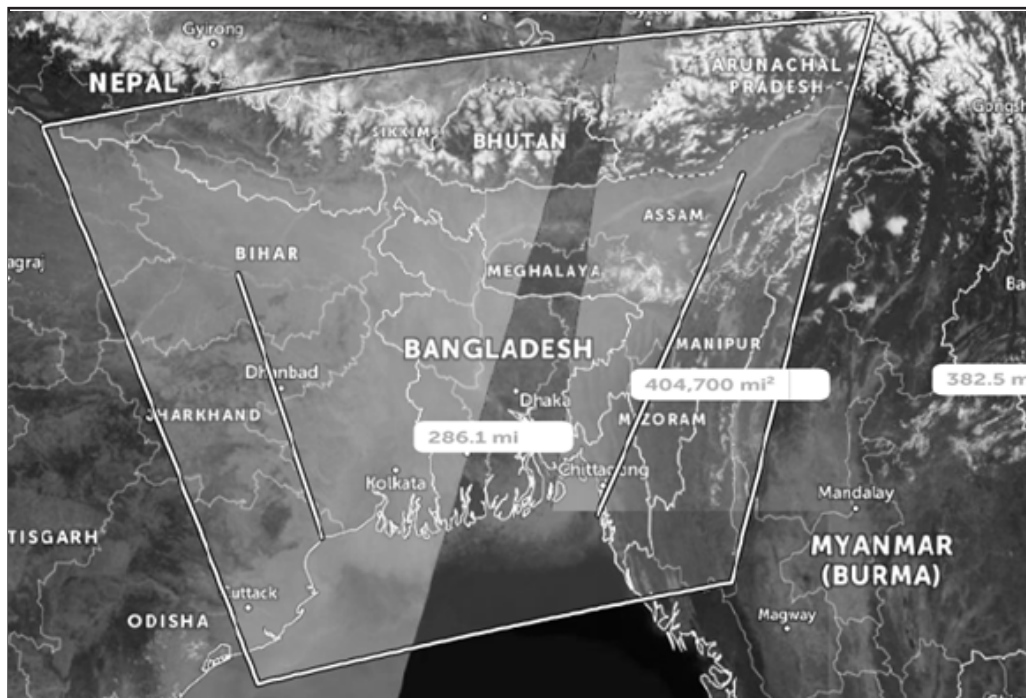 Gyirong
NEPAL
ARUNACHAL
PRADESH
SIKKIM
BHUTAN
ASSAM
BIHAR
agraj
MEGHALAYA
BANGLADESH
MANIPUR
Dhanbad
404,700 mi²
382.5 m
Dhaka
JHARKHAND
MIZORAM
286.1 mi
Chittagong
Kolkata
Mandalay
TISGARH
MYANMAR
(BURMA)
Cuttack
ODISHA
Magway